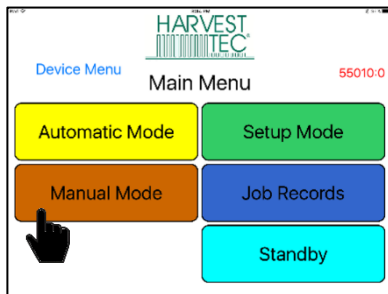 HARVEST
TEC
Device Menu
Main Menu
55010:0
Automatic Mode
Setup Mode
Manual Mode
Job Records
Standby